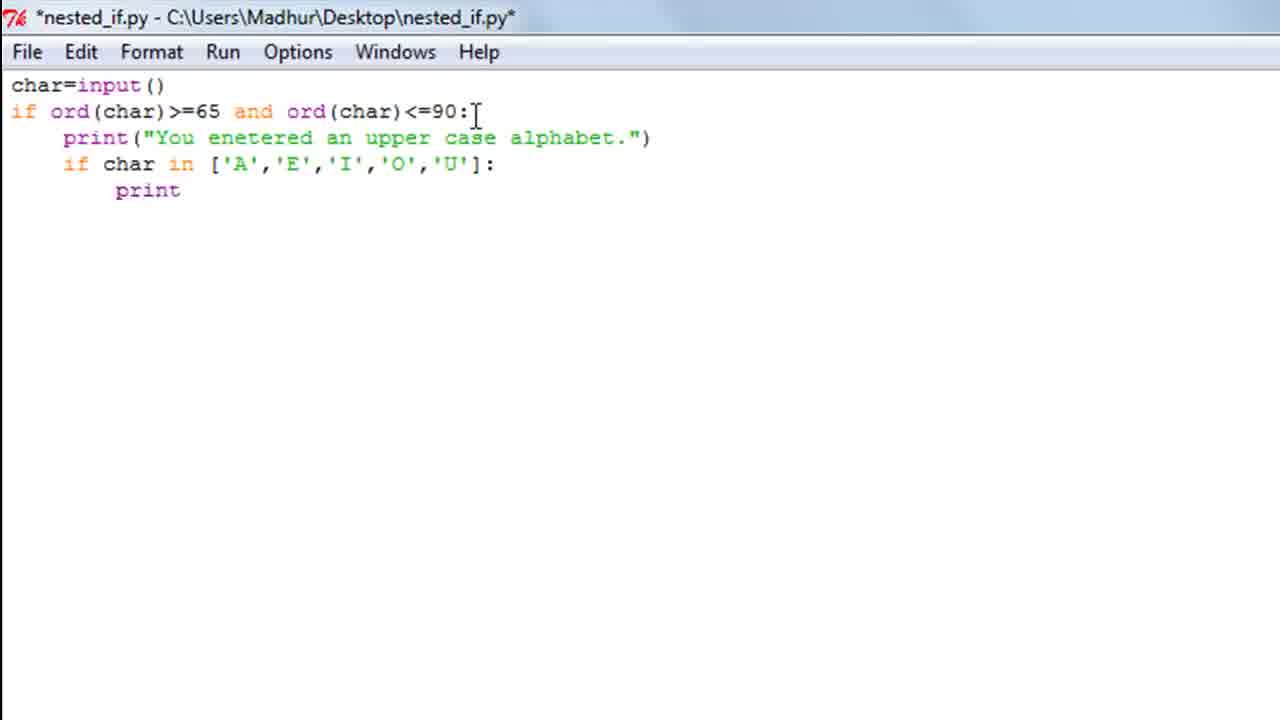 *nested_if.py - C:\Users\Madhur\Desktop\nested_if.py*
File Edit Format Run Options Windows Help
char=input()
if ord(char)>=65 and ord(char)<=90:
    print("You enetered an upper case alphabet.")
    if char in ['A','E','I','O','U']:
        print